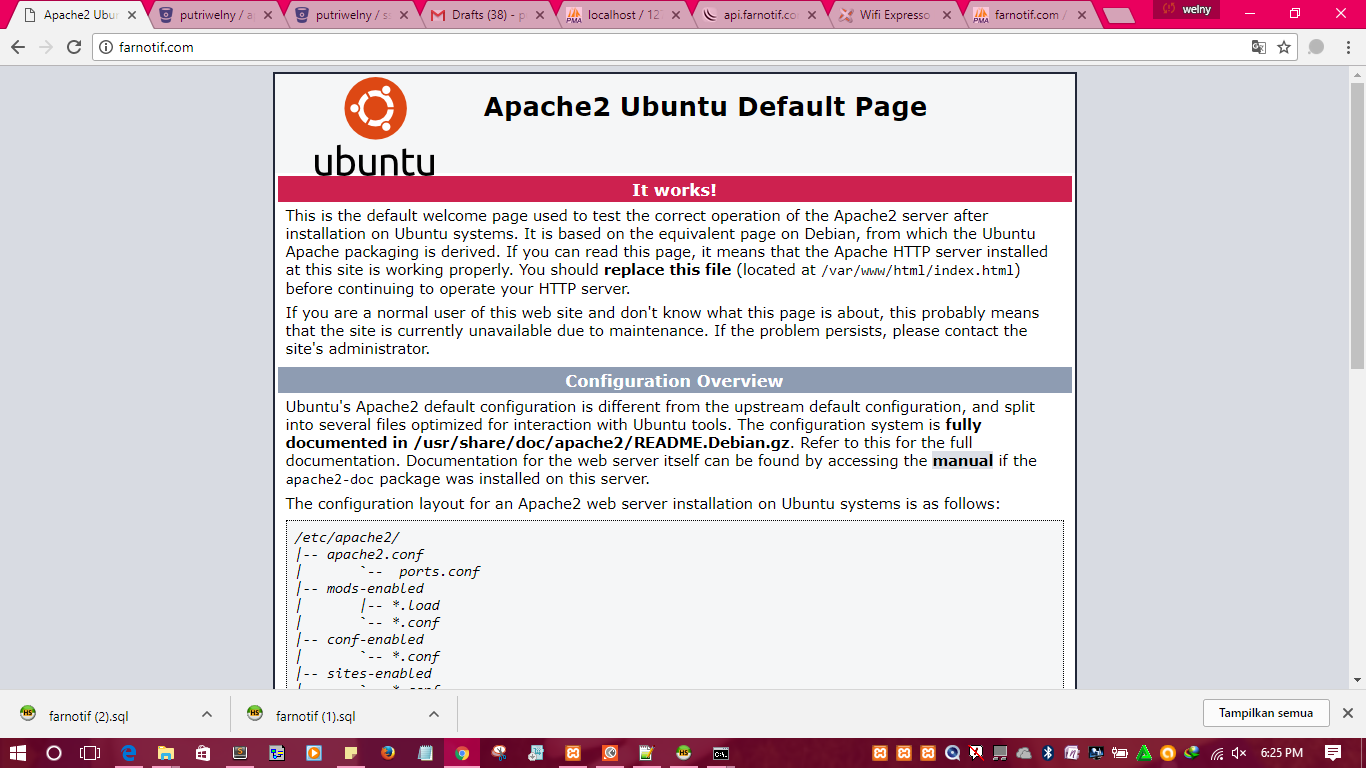 Apache2 Ubu
putriwelny / a
putriwelny / s
Drafts (38) - p
localhost / 12
api.farnotif.co
Wifi Expresso
farnotif.com /
welny
farnotif.com
ubuntu
Apache2 Ubuntu Default Page
It works!
This is the default welcome page used to test the correct operation of the Apache2 server after
installation on Ubuntu systems. It is based on the equivalent page on Debian, from which the Ubuntu
Apache packaging is derived. If you can read this page, it means that the Apache HTTP server installed
at this site is working properly. You should replace this file (located at /var/www/html/index.html)
before continuing to operate your HTTP server.
If you are a normal user of this web site and don't know what this page is about, this probably means
that the site is currently unavailable due to maintenance. If the problem persists, please contact the
site's administrator.
Configuration Overview
Ubuntu's Apache2 default configuration is different from the upstream default configuration, and split
into several files optimized for interaction with Ubuntu tools. The configuration system is fully
documented in /usr/share/doc/apache2/README.Debian.gz. Refer to this for the full
documentation. Documentation for the web server itself can be found by accessing the manual if the
apache2-doc package was installed on this server.
The configuration layout for an Apache2 web server installation on Ubuntu systems is as follows:
/etc/apache2/
|-- apache2.conf
|       `--  ports.conf
|-- mods-enabled
|       |-- *.load
|       `-- *.conf
|-- conf-enabled
|       `-- *.conf
|-- sites-enabled
farnotif (2).sql
farnotif (1).sql
Tampilkan semua
6:25 PM